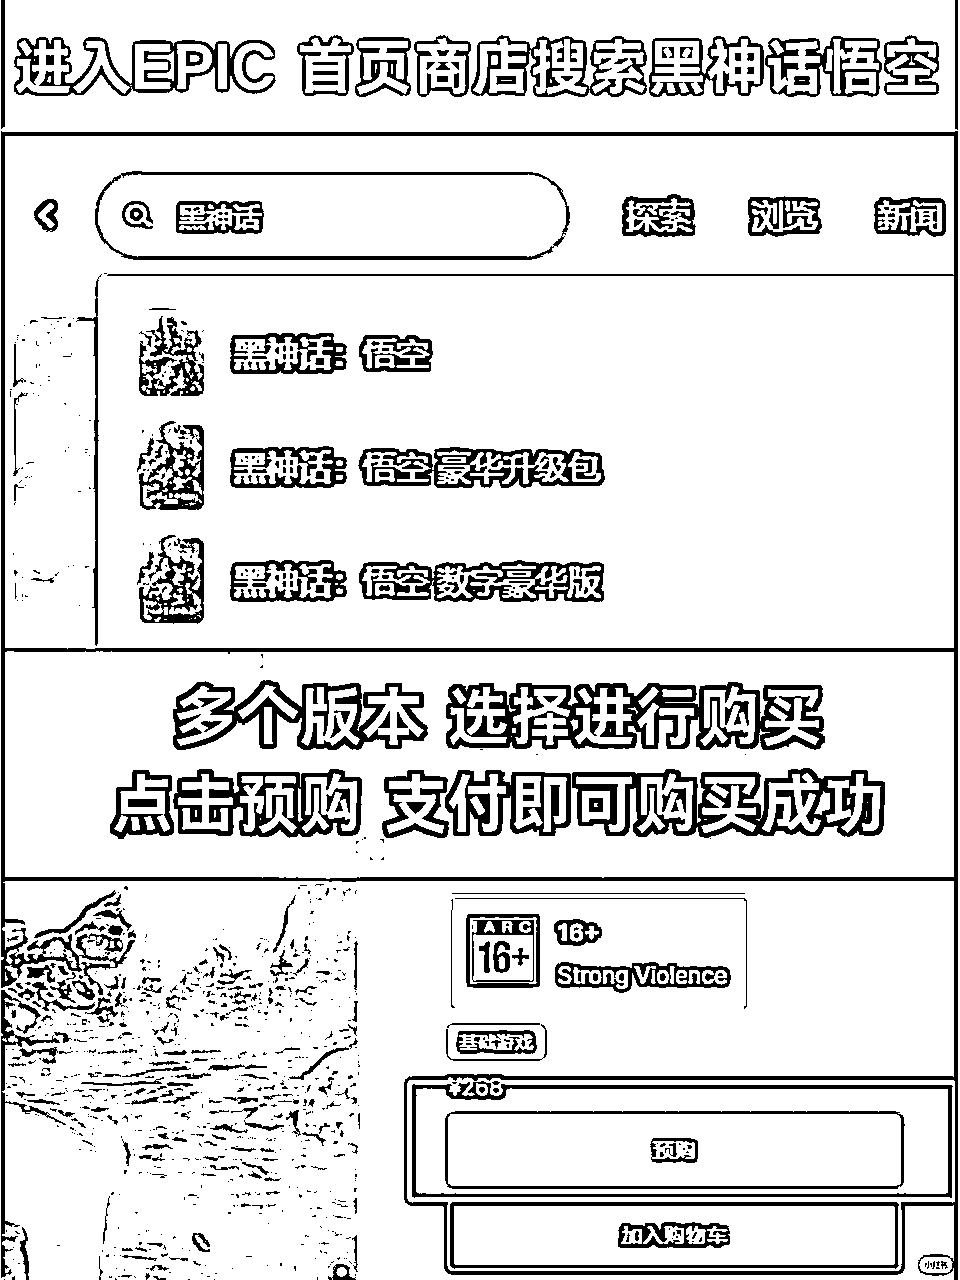 进入EPIC 首页商店搜索黑神话悟空
黑神话 探索 浏览 新闻
黑神话：悟空
黑神话：悟空 豪华升级包
黑神话：悟空 数字豪华版
多个版本 选择进行购买
点击预购 支付即可购买成功
IARC
16+
16+
Strong Violence
基础游戏
¥268
预购
加入购物车
小红书